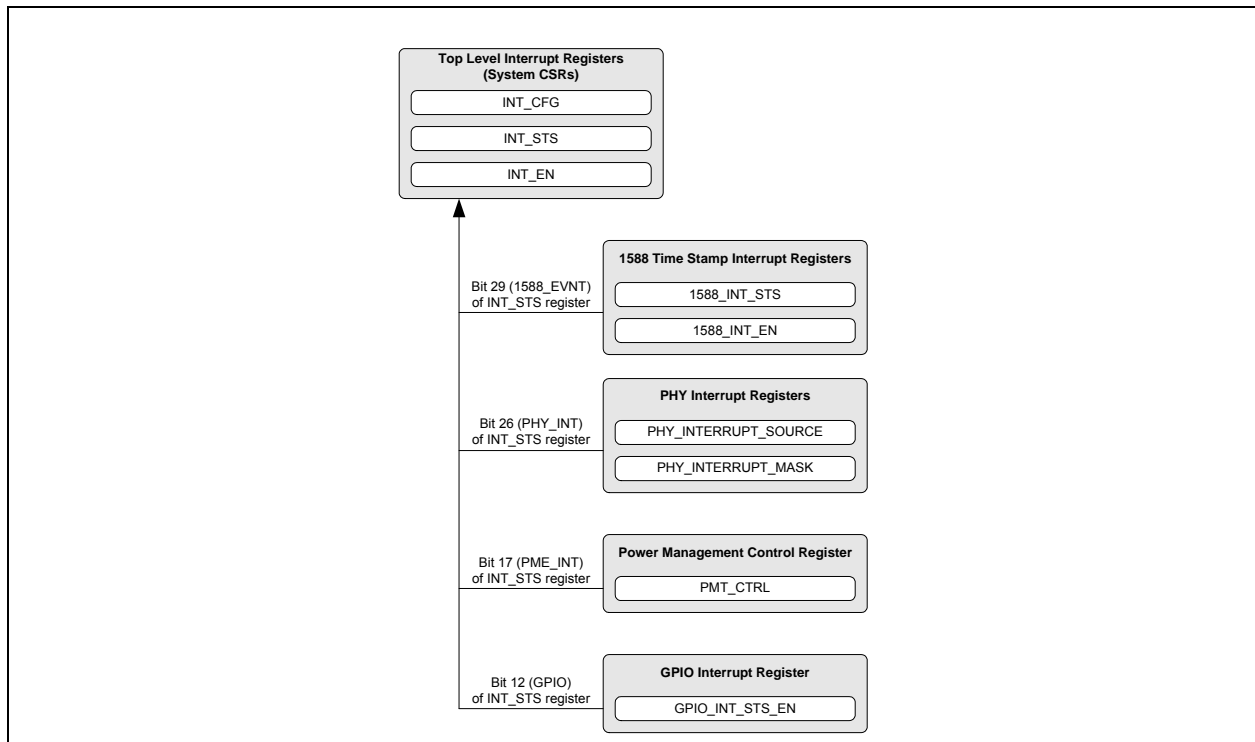 Top Level Interrupt Registers
(System CSRs)
INT_CFG
INT_STS
INT_EN
1588 Time Stamp Interrupt Registers
Bit 29 (1588_EVNT)
of INT_STS register
1588_INT_STS
1588_INT_EN
PHY Interrupt Registers
Bit 26 (PHY_INT)
of INT_STS register
PHY_INTERRUPT_SOURCE
PHY_INTERRUPT_MASK
Power Management Control Register
Bit 17 (PME_INT)
of INT_STS register
PMT_CTRL
GPIO Interrupt Register
Bit 12 (GPIO)
of INT_STS register
GPIO_INT_STS_EN